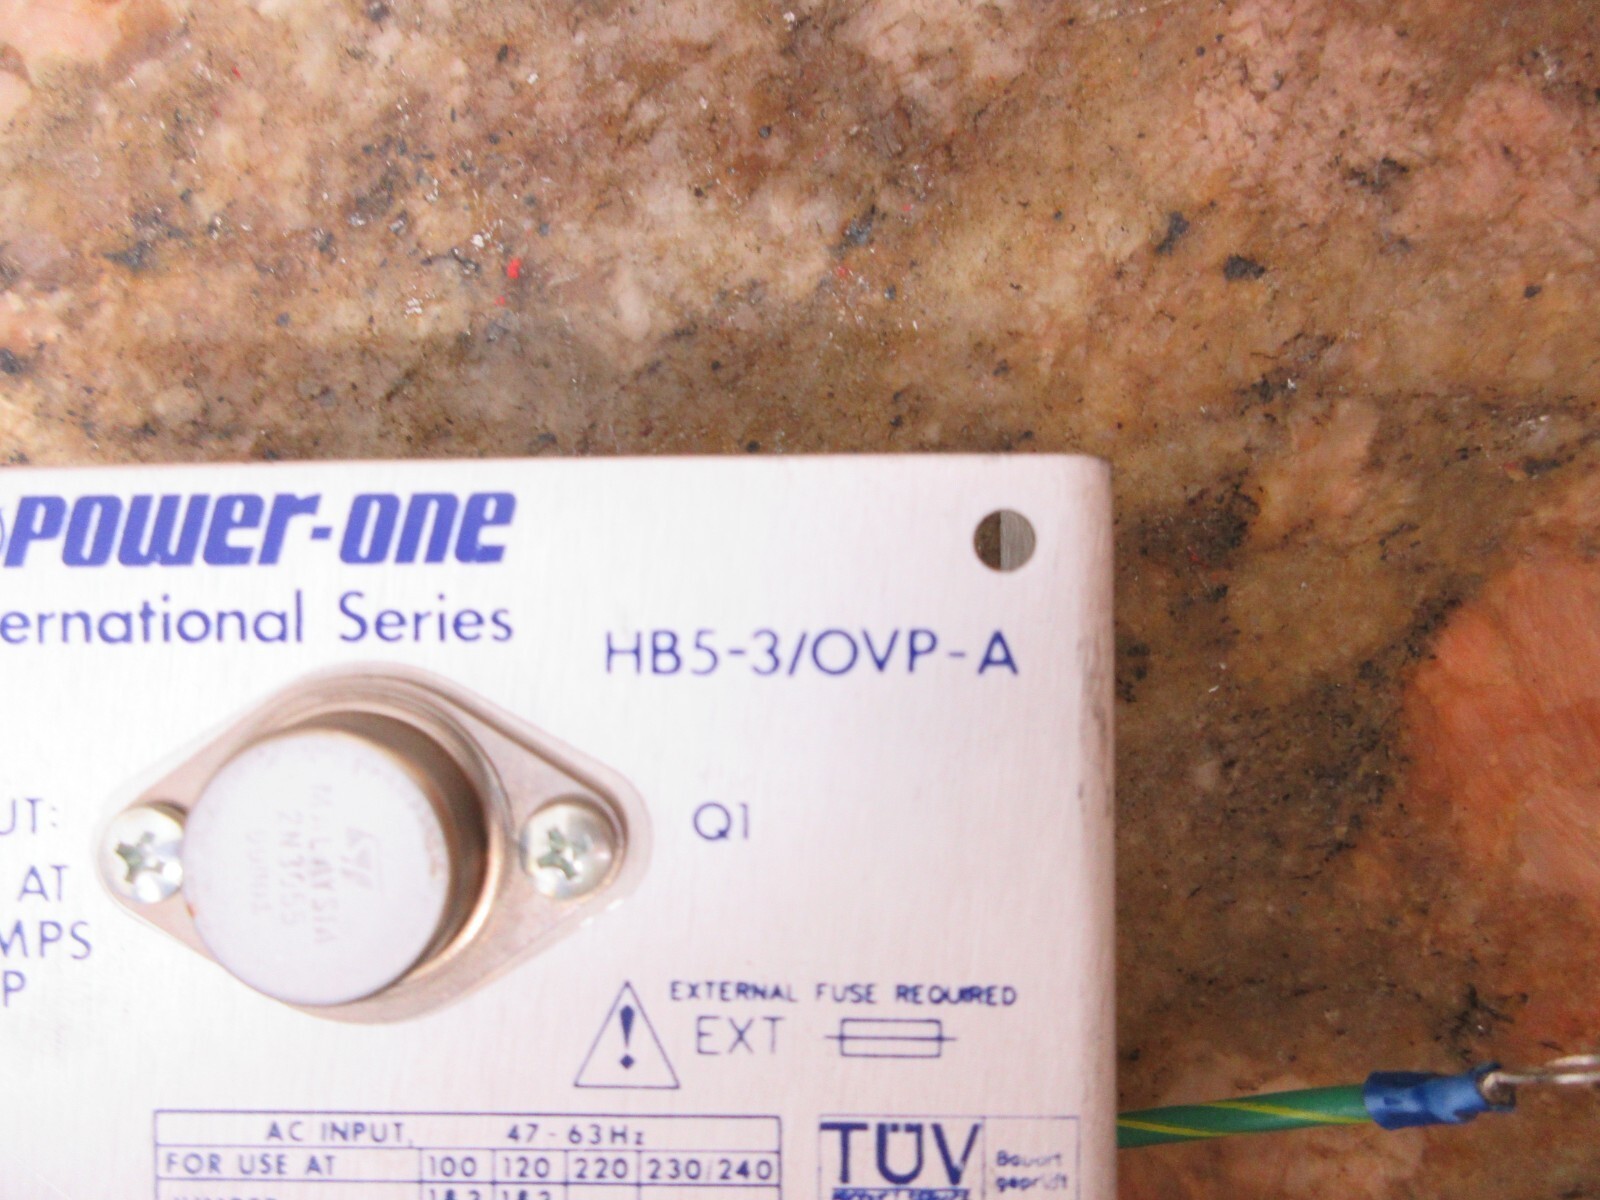 power-one
ernational Series
HB5-3/OVP-A
Q1
UT:
AT
MPS
P
MALAYSIA
2N3055
EXTERNAL FUSE REQUIRED
EXT
AC INPUT, 47-63Hz
FOR USE AT 100 120 220 230/240
TÜV
Bauart
geprüft